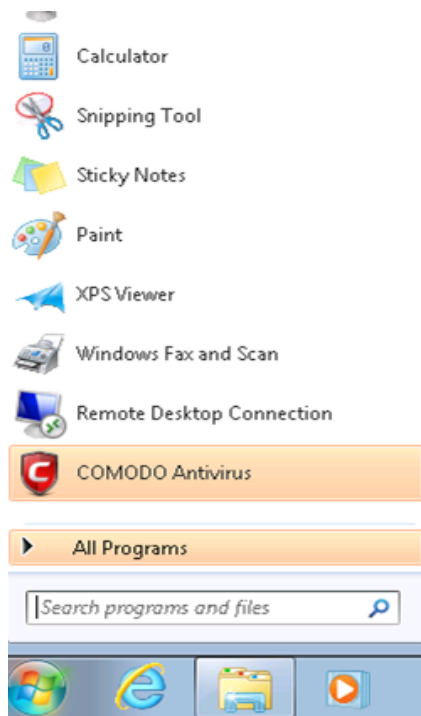 Calculator
Snipping Tool
Sticky Notes
Paint
XPS Viewer
Windows Fax and Scan
Remote Desktop Connection
COMODO Antivirus
All Programs
Search programs and files